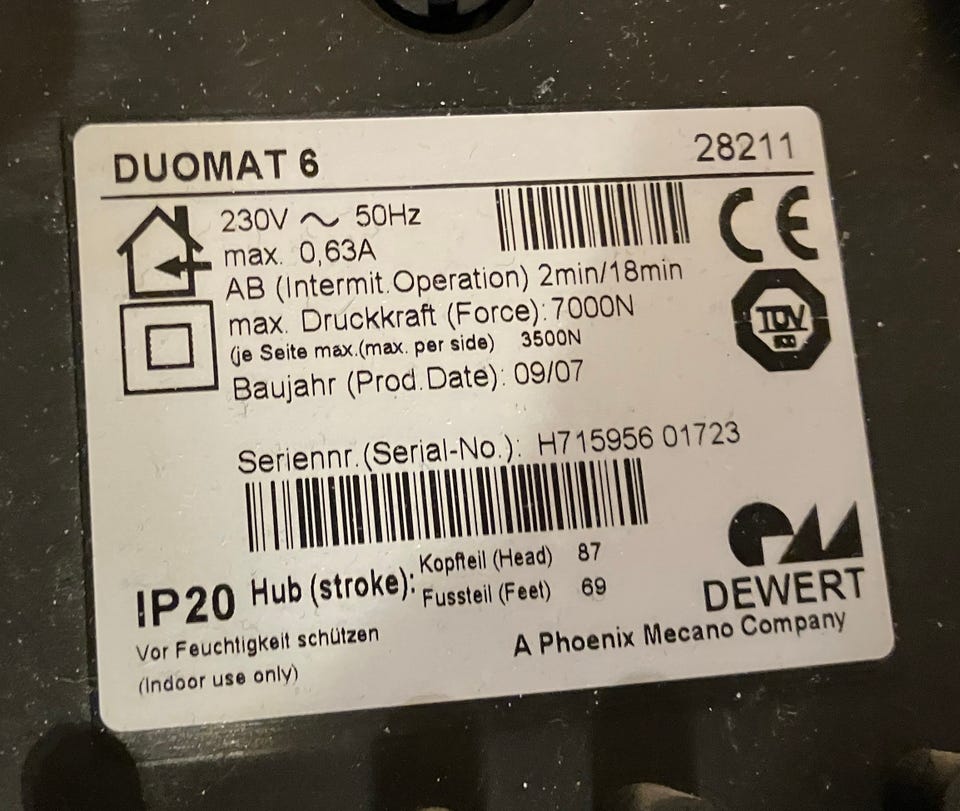 DUOMAT 6 28211
230V ~ 50Hz
max. 0,63A
AB (Intermit.Operation) 2min/18min
max. Druckkraft (Force): 7000N
(je Seite max.(max. per side) 3500N
Baujahr (Prod.Date): 09/07
CE
TÜV
Seriennr.(Serial-No.): H715956 01723
IP20 Hub (stroke): Kopfteil (Head) 87
Fussteil (Feet) 69
Vor Feuchtigkeit schützen
(Indoor use only)
DEWERT
A Phoenix Mecano Company